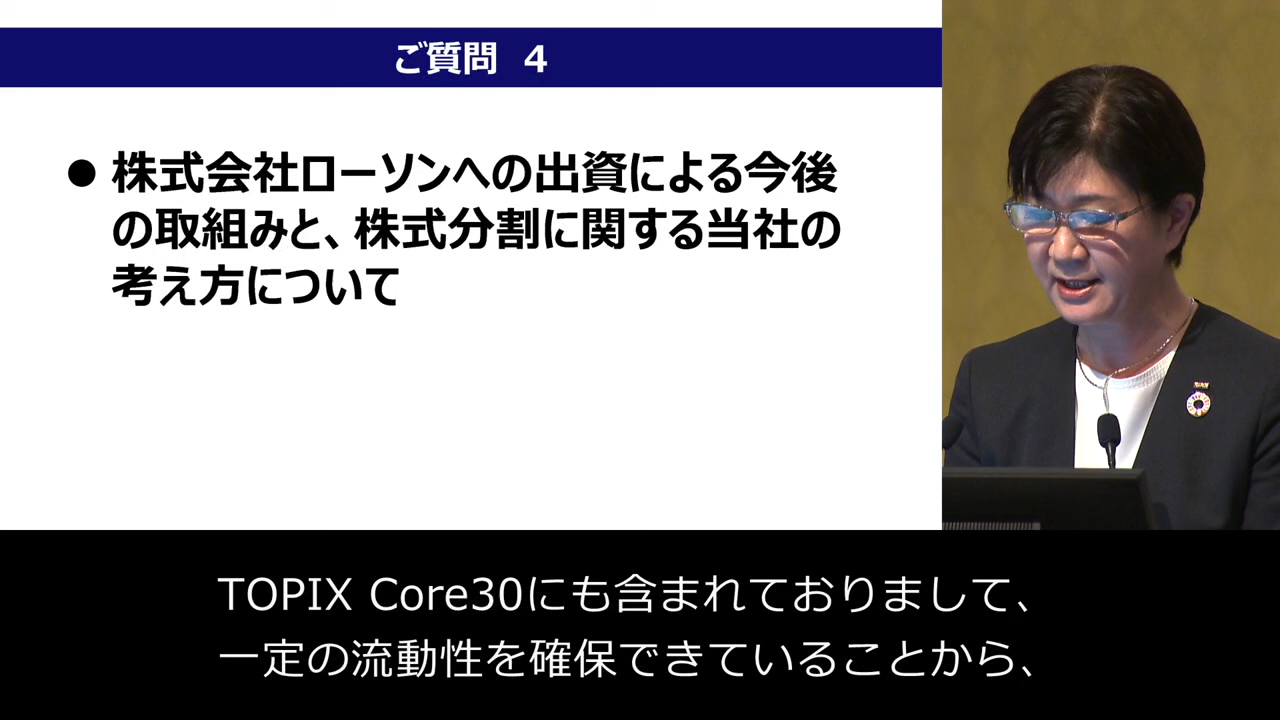 ご質問 4
● 株式会社ローソンへの出資による今後
の取組みと、株式分割に関する当社の
考え方について
TOPIX Core30にも含まれておりまして、
一定の流動性を確保できていることから、